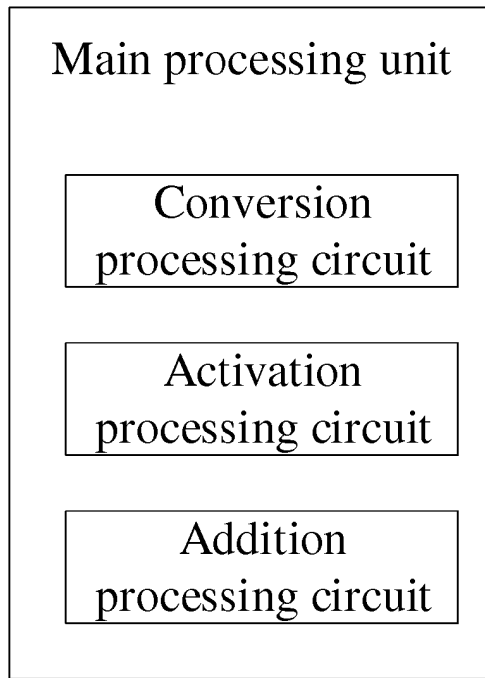 Main processing unit
Conversion
processing circuit
Activation
processing circuit
Addition
processing circuit